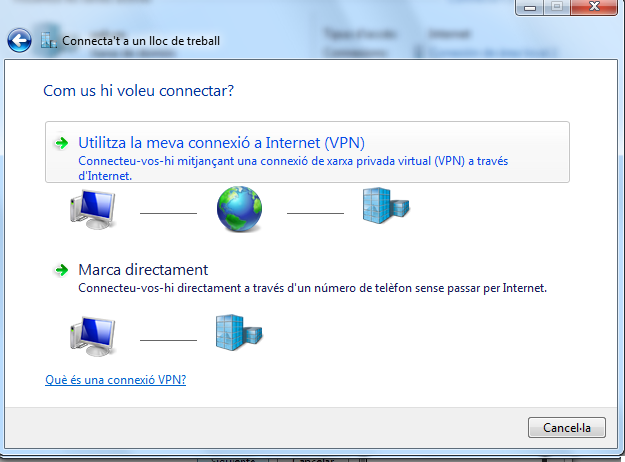 Connecta't a un lloc de treball
Com us hi voleu connectar?
Utilitza la meva connexió a Internet (VPN)
Connecteu-vos-hi mitjançant una connexió de xarxa privada virtual (VPN) a través
d'Internet.
Marca directament
Connecteu-vos-hi directament a través d'un número de telèfon sense passar per Internet.
Què és una connexió VPN?
Cancel·la